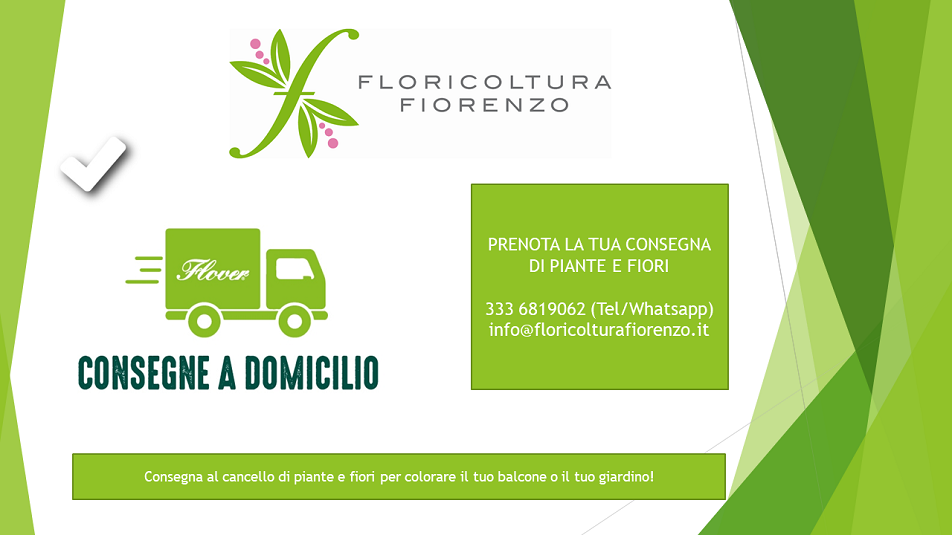 FLORICOLTURA
FIORENZO
Flover
CONSEGNE A DOMICILIO
PRENOTA LA TUA CONSEGNA
DI PIANTE E FIORI
333 6819062 (Tel/Whatsapp)
info@floricolturafiorenzo.it
Consegna al cancello di piante e fiori per colorare il tuo balcone o il tuo giardino!